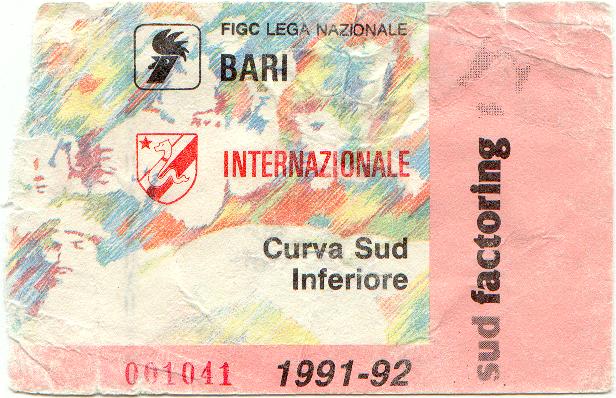 FIGC LEGA NAZIONALE
BARI
INTERNAZIONALE
Curva Sud
Inferiore
001041 1991-92
sud factoring